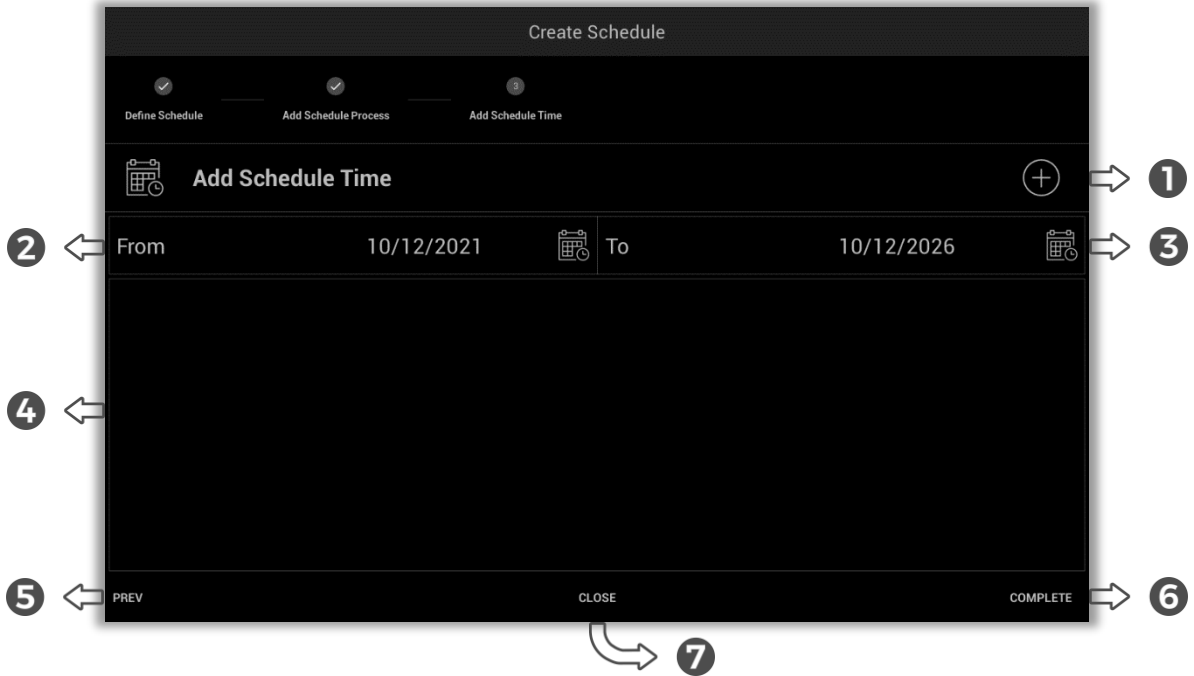 Create Schedule
3
Define Schedule Add Schedule Process Add Schedule Time
Add Schedule Time
1
2
From 10/12/2021 To 10/12/2026
3
4
5
PREV CLOSE COMPLETE
6
7